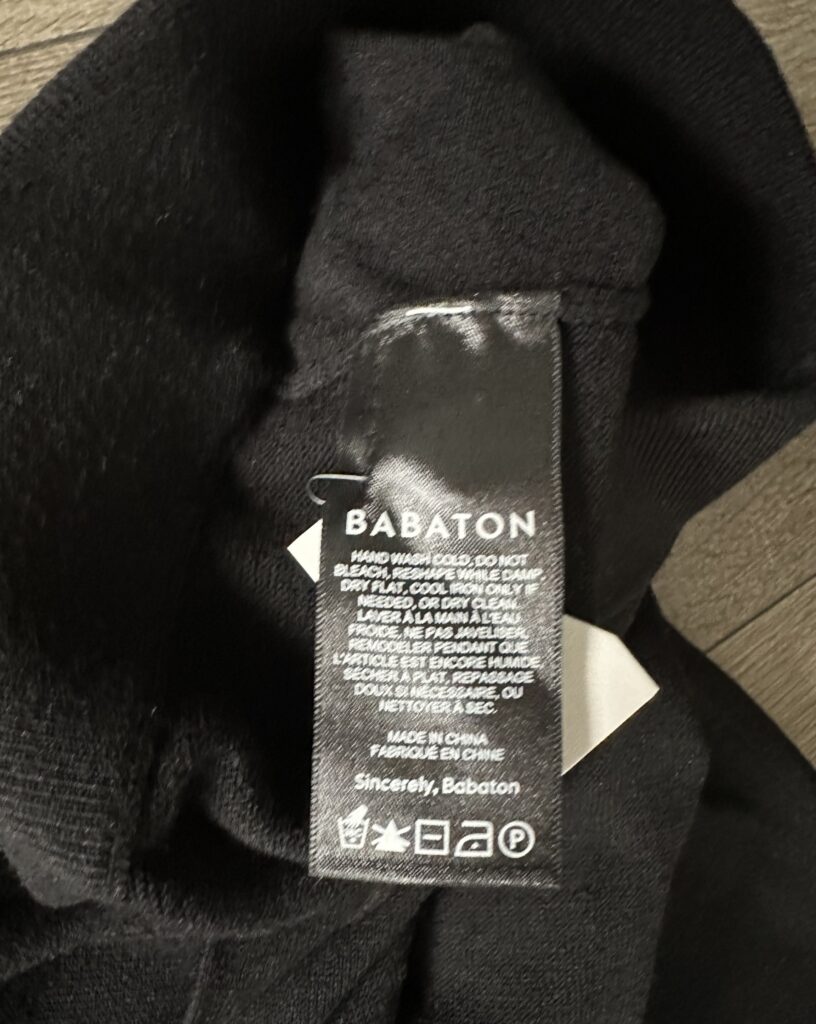 BABATON
HAND WASH COLD, DO NOT
BLEACH, RESHAPE WHILE DAMP,
DRY FLAT, COOL IRON ONLY IF
NEEDED, OR DRY CLEAN.
LAVER À LA MAIN À L'EAU
FROIDE, NE PAS JAVELISER,
REMODELER PENDANT QUE
L'ARTICLE EST ENCORE HUMIDE,
SÉCHER À PLAT, REPASSAGE
DOUX SI NÉCESSAIRE, OU
NETTOYER À SEC.
MADE IN CHINA
FABRIQUÉ EN CHINE
Sincerely, Babaton
P